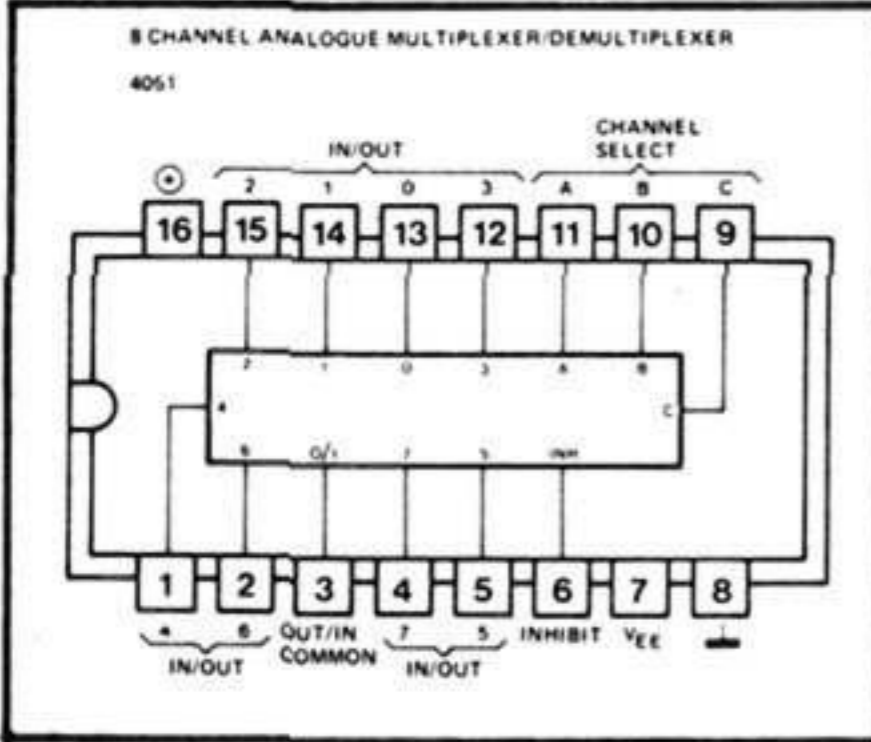 8 CHANNEL ANALOGUE MULTIPLEXER/DEMULTIPLEXER
4051
CHANNEL
SELECT
IN/OUT
2 1 0 3 A B C
16 15 14 13 12 11 10 9
2 1 0 3 A B
4 C
6 O/I 7 5 INH
1 2 3 4 5 6 7 8
4 6 OUT/IN 7 5 INHIBIT VEE
COMMON
IN/OUT IN/OUT